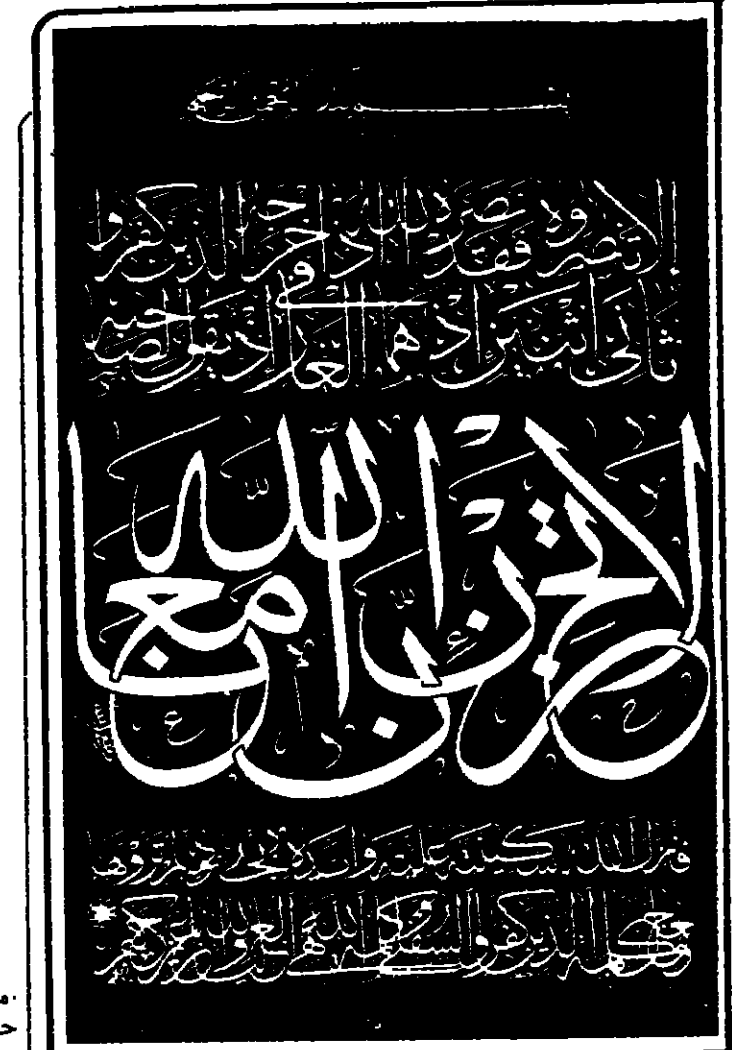 بسم الله الرحمن الرحيم
إلا تنصروه فقد نصره الله إذ أخرجه الذين كفروا
ثاني اثنين إذ هما في الغار إذ يقول لصاحبه
لا تحزن إن الله معنا
فأنزل الله سكينته عليه وأيده بجنود لم تروها
وجعل كلمة الذين كفروا السفلى وكلمة الله هي العليا والله عزيز حكيم